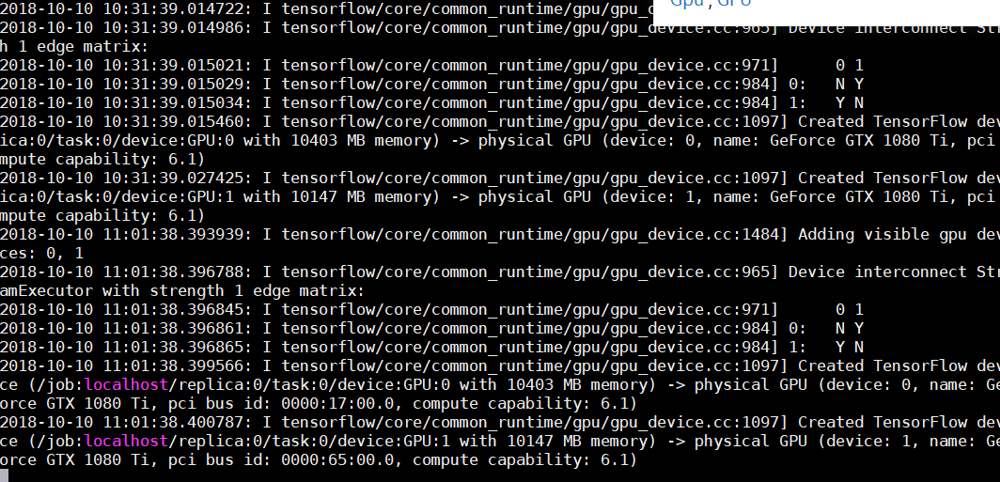 Gpu , GPU
2018-10-10 10:31:39.014722: I tensorflow/core/common_runtime/gpu/gpu_
2018-10-10 10:31:39.014986: I tensorflow/core/common_runtime/gpu/gpu_device.cc:965] Device interconnect Str
h 1 edge matrix:
2018-10-10 10:31:39.015021: I tensorflow/core/common_runtime/gpu/gpu_device.cc:971]      0 1
2018-10-10 10:31:39.015029: I tensorflow/core/common_runtime/gpu/gpu_device.cc:984] 0:   N Y
2018-10-10 10:31:39.015034: I tensorflow/core/common_runtime/gpu/gpu_device.cc:984] 1:   Y N
2018-10-10 10:31:39.015460: I tensorflow/core/common_runtime/gpu/gpu_device.cc:1097] Created TensorFlow dev
ica:0/task:0/device:GPU:0 with 10403 MB memory) -> physical GPU (device: 0, name: GeForce GTX 1080 Ti, pci
mpute capability: 6.1)
2018-10-10 10:31:39.027425: I tensorflow/core/common_runtime/gpu/gpu_device.cc:1097] Created TensorFlow dev
ica:0/task:0/device:GPU:1 with 10147 MB memory) -> physical GPU (device: 1, name: GeForce GTX 1080 Ti, pci
mpute capability: 6.1)
2018-10-10 11:01:38.393939: I tensorflow/core/common_runtime/gpu/gpu_device.cc:1484] Adding visible gpu dev
ces: 0, 1
2018-10-10 11:01:38.396788: I tensorflow/core/common_runtime/gpu/gpu_device.cc:965] Device interconnect Str
amExecutor with strength 1 edge matrix:
2018-10-10 11:01:38.396845: I tensorflow/core/common_runtime/gpu/gpu_device.cc:971]      0 1
2018-10-10 11:01:38.396861: I tensorflow/core/common_runtime/gpu/gpu_device.cc:984] 0:   N Y
2018-10-10 11:01:38.396865: I tensorflow/core/common_runtime/gpu/gpu_device.cc:984] 1:   Y N
2018-10-10 11:01:38.399566: I tensorflow/core/common_runtime/gpu/gpu_device.cc:1097] Created TensorFlow dev
ce (/job:localhost/replica:0/task:0/device:GPU:0 with 10403 MB memory) -> physical GPU (device: 0, name: Ge
orce GTX 1080 Ti, pci bus id: 0000:17:00.0, compute capability: 6.1)
2018-10-10 11:01:38.400787: I tensorflow/core/common_runtime/gpu/gpu_device.cc:1097] Created TensorFlow dev
ce (/job:localhost/replica:0/task:0/device:GPU:1 with 10147 MB memory) -> physical GPU (device: 1, name: Ge
orce GTX 1080 Ti, pci bus id: 0000:65:00.0, compute capability: 6.1)